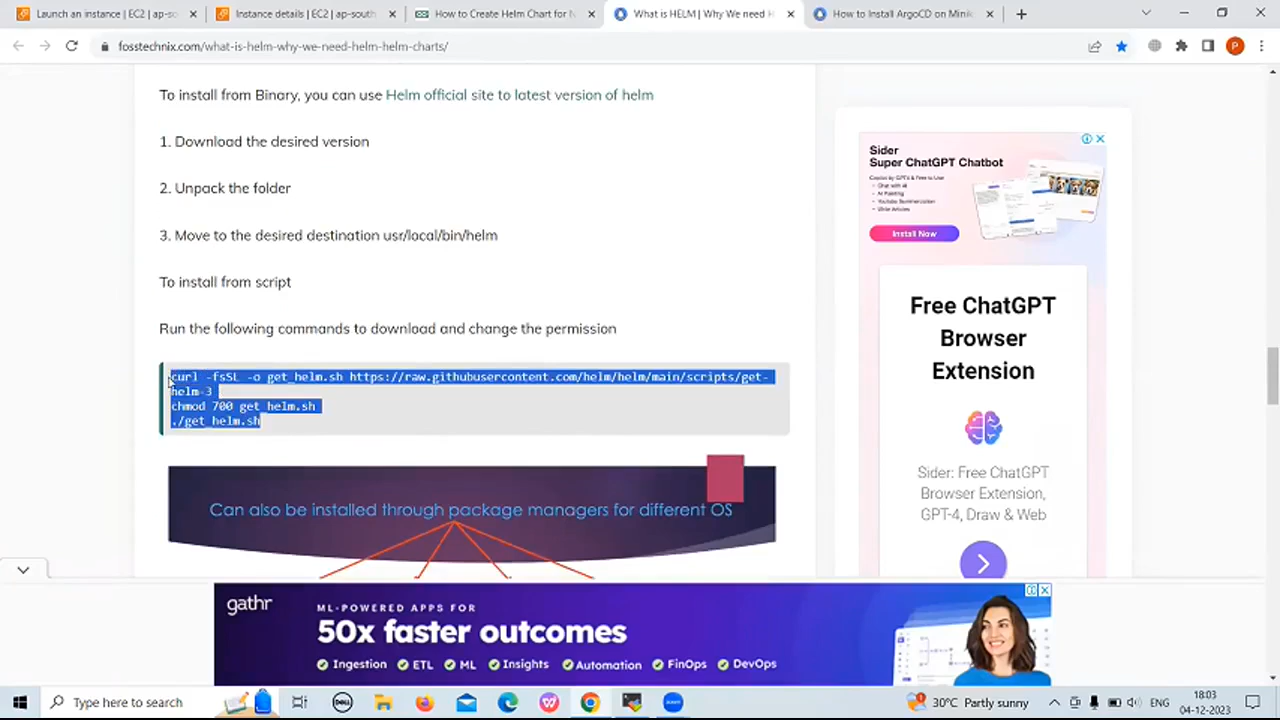 Launch an instance | EC2 | ap-so
Instance details | EC2 | ap-south
How to Create Helm Chart for N
What is HELM | Why We need H
How to Install ArgoCD on Minik
fosstechnix.com/what-is-helm-why-we-need-helm-helm-charts/
P
To install from Binary, you can use Helm official site to latest version of helm
1. Download the desired version
2. Unpack the folder
3. Move to the desired destination usr/local/bin/helm
To install from script
Run the following commands to download and change the permission
curl -fsSL -o get_helm.sh https://raw.githubusercontent.com/helm/helm/main/scripts/get-
helm-3
chmod 700 get_helm.sh
./get_helm.sh
Can also be installed through package managers for different OS
Sider
Super ChatGPT Chatbot
Chat with AI
AI Painting
Install Now
Free ChatGPT
Browser
Extension
Sider: Free ChatGPT
Browser Extension,
GPT-4, Draw & Web
gathr
ML-POWERED APPS FOR
50x faster outcomes
Ingestion ETL ML Insights Automation FinOps DevOps
Type here to search
DELL
zoom
30°C Partly sunny
ENG
18:03
04-12-2023